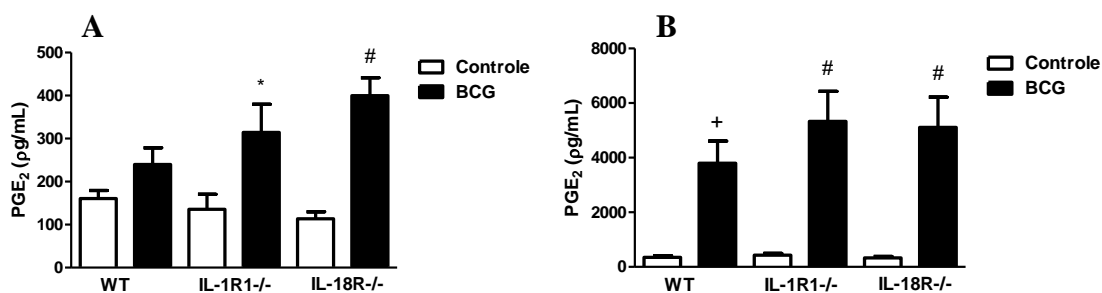 A
500
400
300
200
100
0
PGE₂ (ρg/mL)
*
#
WT
IL-1R1-/-
IL-18R-/-
Controle
BCG
B
8000
6000
4000
2000
0
PGE₂ (ρg/mL)
+
#
#
WT
IL-1R1-/-
IL-18R-/-
Controle
BCG